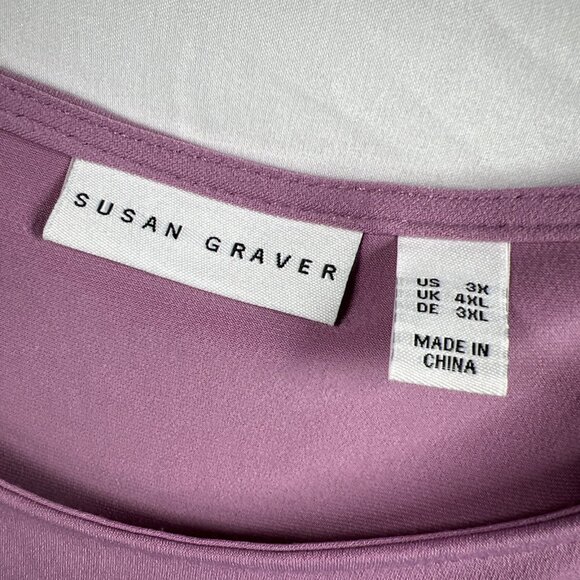 SUSAN GRAVER
US 3X
UK 4XL
DE 3XL
MADE IN
CHINA